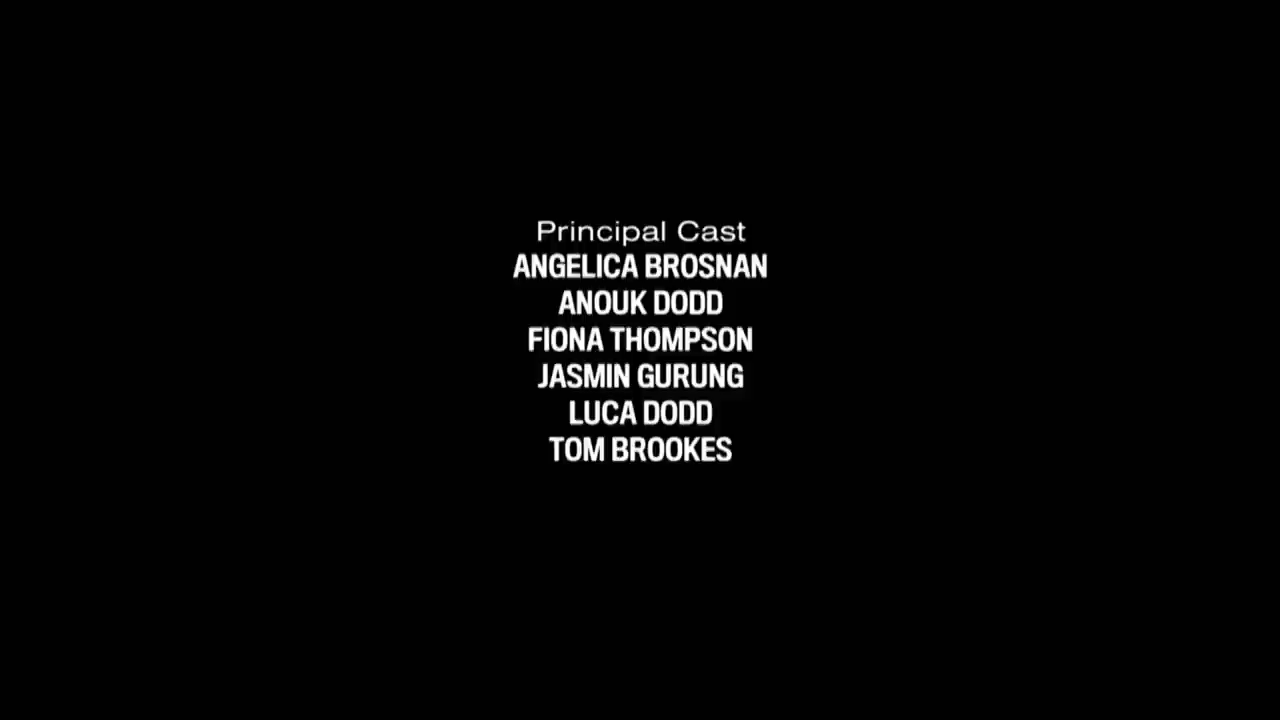 Principal Cast
ANGELICA BROSNAN
ANOUK DODD
FIONA THOMPSON
JASMIN GURUNG
LUCA DODD
TOM BROOKES